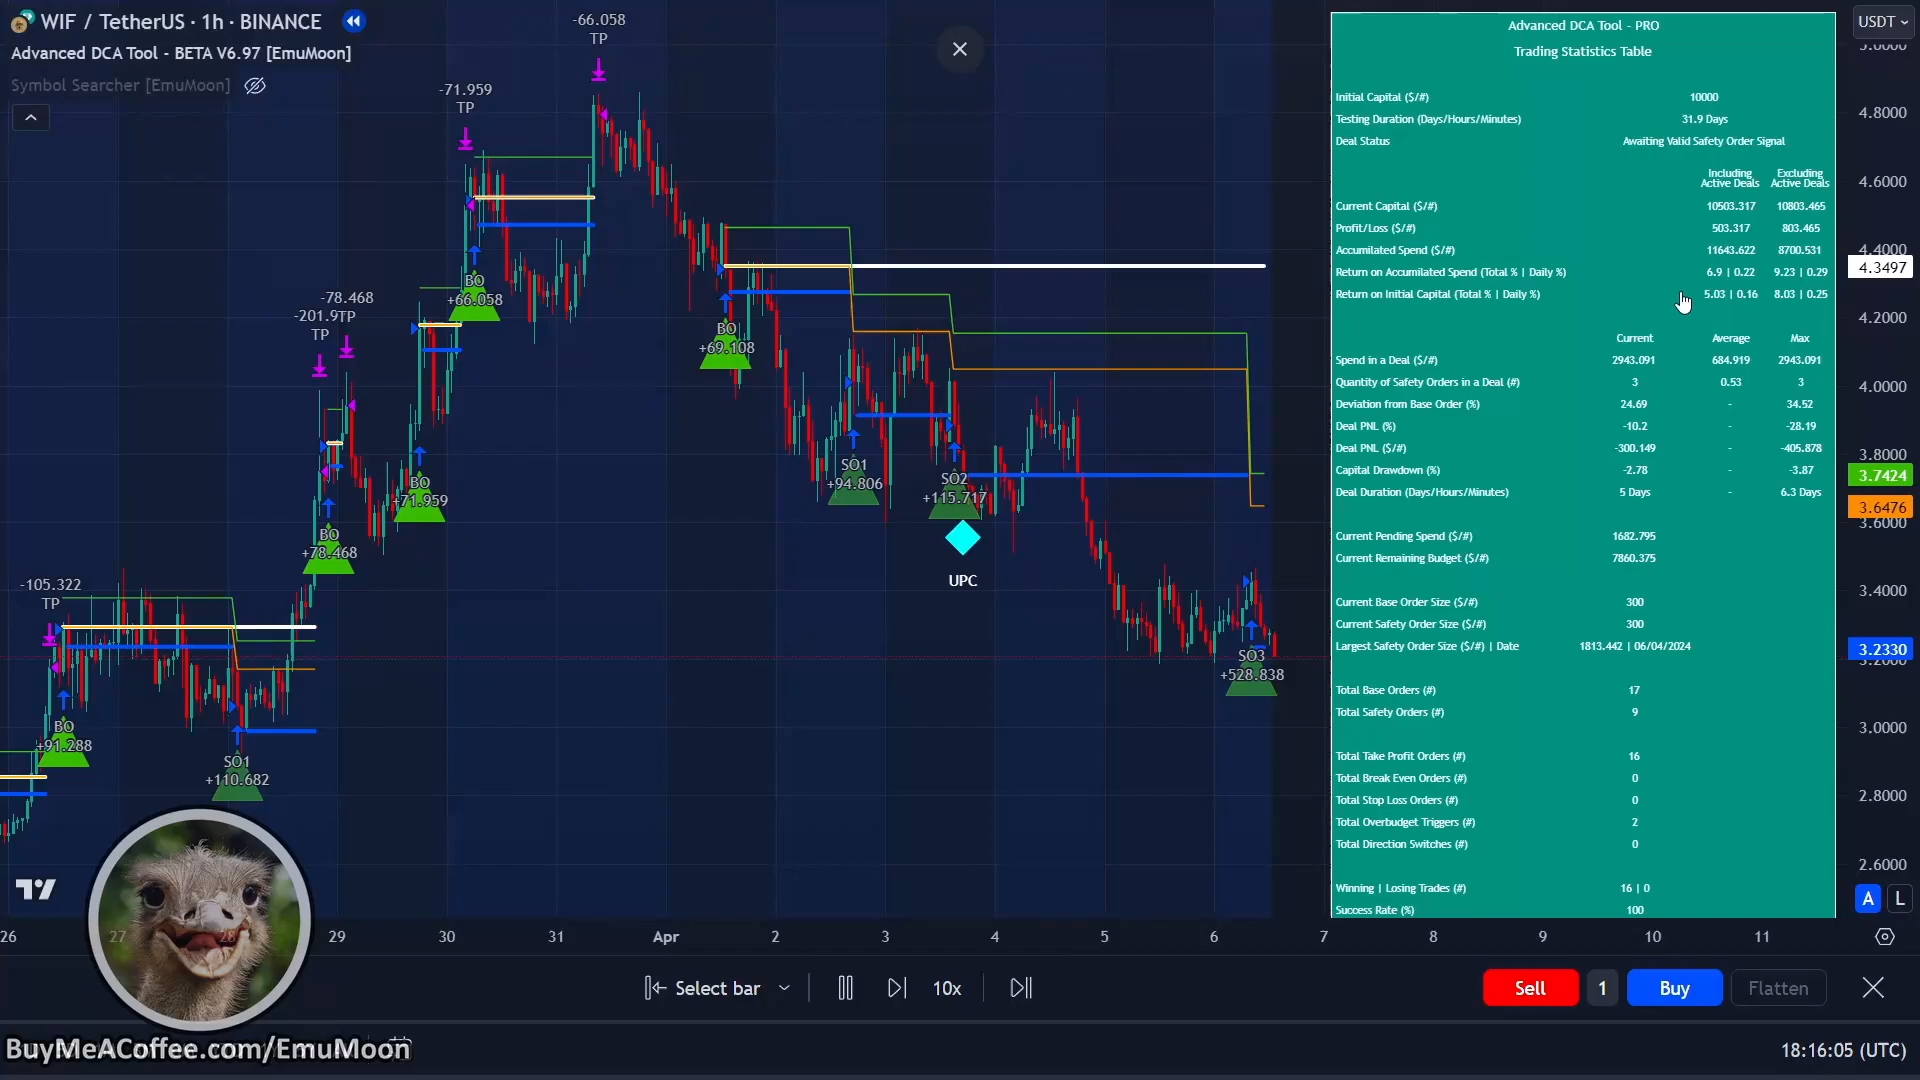 WIF / TetherUS · 1h · BINANCE
Advanced DCA Tool - BETA V6.97 [EmuMoon]
Symbol Searcher [EmuMoon]
-66.058
TP
-71.959
TP
-78.468
-201.9TP
TP
-105.322
TP
BO
+66.058
BO
+69.108
BO
+71.959
BO
+78.468
BO
+91.288
SO1
+110.682
SO1
+94.806
SO2
+115.717
UPC
SO3
+528.838
Advanced DCA Tool - PRO
Trading Statistics Table
Initial Capital ($/#) 10000
Testing Duration (Days/Hours/Minutes) 31.9 Days
Deal Status Awaiting Valid Safety Order Signal
Including Active Deals Excluding Active Deals
Current Capital ($/#) 10503.317 10803.465
Profit/Loss ($/#) 503.317 803.465
Accumilated Spend ($/#) 11643.622 8700.531
Return on Accumilated Spend (Total % | Daily %) 6.9 | 0.22 9.23 | 0.29
Return on Initial Capital (Total % | Daily %) 5.03 | 0.16 8.03 | 0.25
Current Average Max
Spend in a Deal ($/#) 2943.091 684.919 2943.091
Quantity of Safety Orders in a Deal (#) 3 0.53 3
Deviation from Base Order (%) 24.69 - 34.52
Deal PNL (%) -10.2 - -28.19
Deal PNL ($/#) -300.149 - -405.878
Capital Drawdown (%) -2.78 - -3.87
Deal Duration (Days/Hours/Minutes) 5 Days - 6.3 Days
Current Pending Spend ($/#) 1682.795
Current Remaining Budget ($/#) 7860.375
Current Base Order Size ($/#) 300
Current Safety Order Size ($/#) 300
Largest Safety Order Size ($/#) | Date 1813.442 | 06/04/2024
Total Base Orders (#) 17
Total Safety Orders (#) 9
Total Take Profit Orders (#) 16
Total Break Even Orders (#) 0
Total Stop Loss Orders (#) 0
Total Overbudget Triggers (#) 2
Total Direction Switches (#) 0
Winning | Losing Trades (#) 16 | 0
Success Rate (%) 100
USDT
4.8000
4.6000
4.4000
4.3497
4.2000
4.0000
3.8000
3.7424
3.6476
3.6000
3.4000
3.2330
3.0000
2.8000
2.6000
A L
26 27 28 29 30 31 Apr 2 3 4 5 6 7 8 9 10 11
Select bar 10x
Sell 1 Buy Flatten
BuyMeACoffee.com/EmuMoon
18:16:05 (UTC)